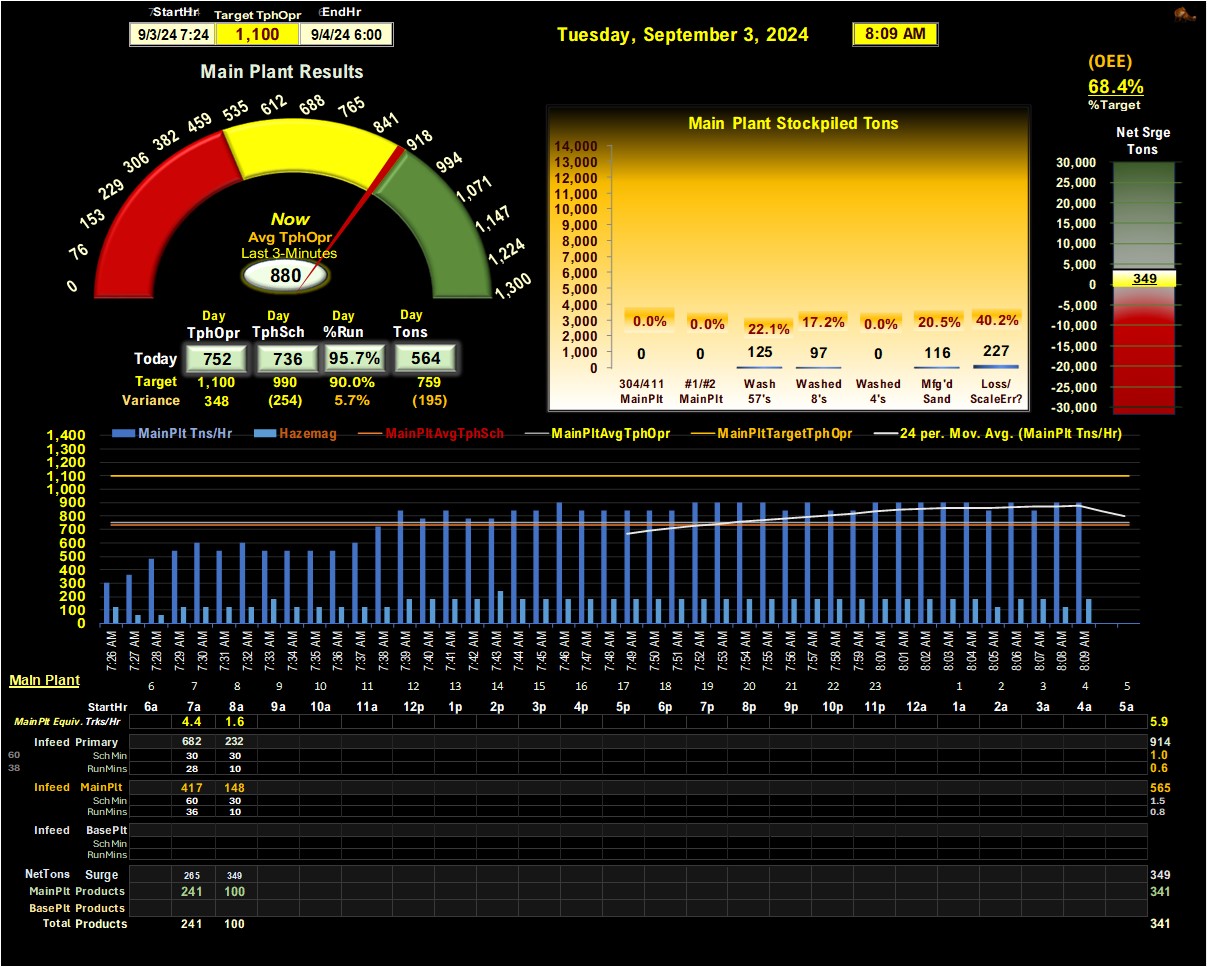 StartHr Target TphOpr EndHr
9/3/24 7:24 1,100 9/4/24 6:00
Tuesday, September 3, 2024 8:09 AM
(OEE)
68.4%
%Target
Main Plant Results
0 76 153 229 306 382 459 535 612 688 765 841 918 994 1,071 1,147 1,224 1,300
Now
Avg TphOpr
Last 3-Minutes
880
Day Day Day Day
TphOpr TphSch %Run Tons
Today 752 736 95.7% 564
Target 1,100 990 90.0% 759
Variance 348 (254) 5.7% (195)
Main Plant Stockpiled Tons
14,000
13,000
12,000
11,000
10,000
9,000
8,000
7,000
6,000
5,000
4,000
3,000
2,000
1,000
0
0.0% 0.0% 22.1% 17.2% 0.0% 20.5% 40.2%
0 0 125 97 0 116 227
304/411 #1/#2 Wash Washed Washed Mfg'd Loss/
MainPlt MainPlt 57's 8's 4's Sand ScaleErr?
Net Srge
Tons
30,000
25,000
20,000
15,000
10,000
5,000
0
-5,000
-10,000
-15,000
-20,000
-25,000
-30,000
349
MainPlt Tns/Hr Hazemag MainPltAvgTphSch MainPltAvgTphOpr MainPltTargetTphOpr 24 per. Mov. Avg. (MainPlt Tns/Hr)
1,400
1,300
1,200
1,100
1,000
900
800
700
600
500
400
300
200
100
0
7:26 AM 7:27 AM 7:28 AM 7:29 AM 7:30 AM 7:31 AM 7:32 AM 7:33 AM 7:34 AM 7:35 AM 7:36 AM 7:37 AM 7:38 AM 7:39 AM 7:40 AM 7:41 AM 7:42 AM 7:43 AM 7:44 AM 7:45 AM 7:46 AM 7:47 AM 7:48 AM 7:49 AM 7:50 AM 7:51 AM 7:52 AM 7:53 AM 7:54 AM 7:55 AM 7:56 AM 7:57 AM 7:58 AM 7:59 AM 8:00 AM 8:01 AM 8:02 AM 8:03 AM 8:04 AM 8:05 AM 8:06 AM 8:07 AM 8:08 AM 8:09 AM
Main Plant
6 7 8 9 10 11 12 13 14 15 16 17 18 19 20 21 22 23 1 2 3 4 5
StartHr 6a 7a 8a 9a 10a 11a 12p 1p 2p 3p 4p 5p 6p 7p 8p 9p 10p 11p 12a 1a 2a 3a 4a 5a
MainPlt Equiv. Trks/Hr 4.4 1.6 5.9
Infeed Primary 682 232 914
60 Sch Min 30 30 1.0
38 RunMins 28 10 0.6
Infeed MainPlt 417 148 565
Sch Min 60 30 1.5
RunMins 36 10 0.8
Infeed BasePlt
Sch Min
RunMins
NetTons Surge 265 349 349
MainPlt Products 241 100 341
BasePlt Products
Total Products 241 100 341